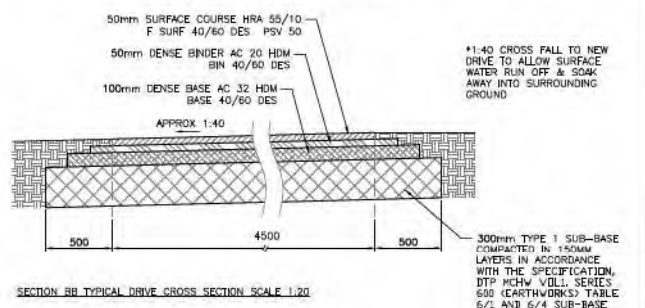 50mm SURFACE COURSE HRA 55/10
F SURF 40/60 DES PSV 50
50mm DENSE BINDER AC 20 HDM
BIN 40/60 DES
100mm DENSE BASE AC 32 HDM
BASE 40/60 DES
APPROX 1:40
*1:40 CROSS FALL TO NEW
DRIVE TO ALLOW SURFACE
WATER RUN OFF & SOAK
AWAY INTO SURROUNDING
GROUND
500
4500
500
300mm TYPE 1 SUB-BASE
COMPACTED IN 150MM
LAYERS IN ACCORDANCE
WITH THE SPECIFICATION,
DTP MCHW VOL1. SERIES
600 (EARTHWORKS) TABLE
6/1 AND 6/4 SUB-BASE
SECTION BB TYPICAL DRIVE CROSS SECTION SCALE 1:20